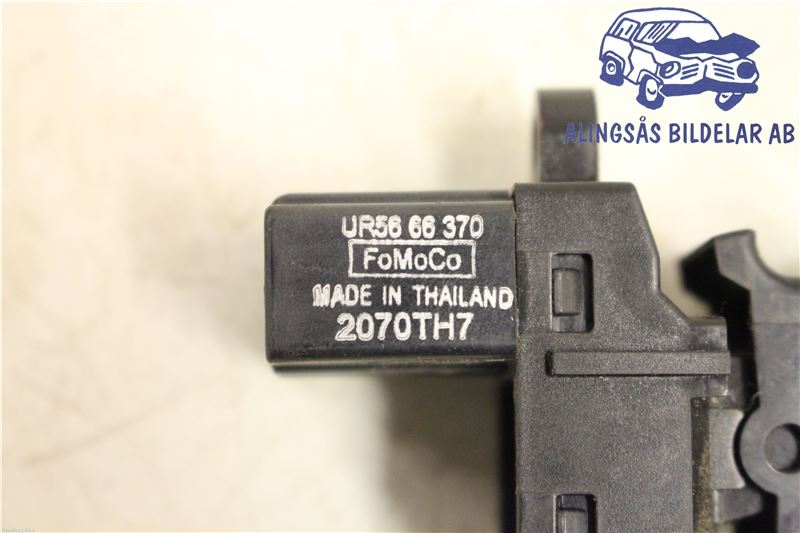 ALINGSÅS BILDELAR AB
UR56 66 370
FoMoCo
MADE IN THAILAND
2070TH7